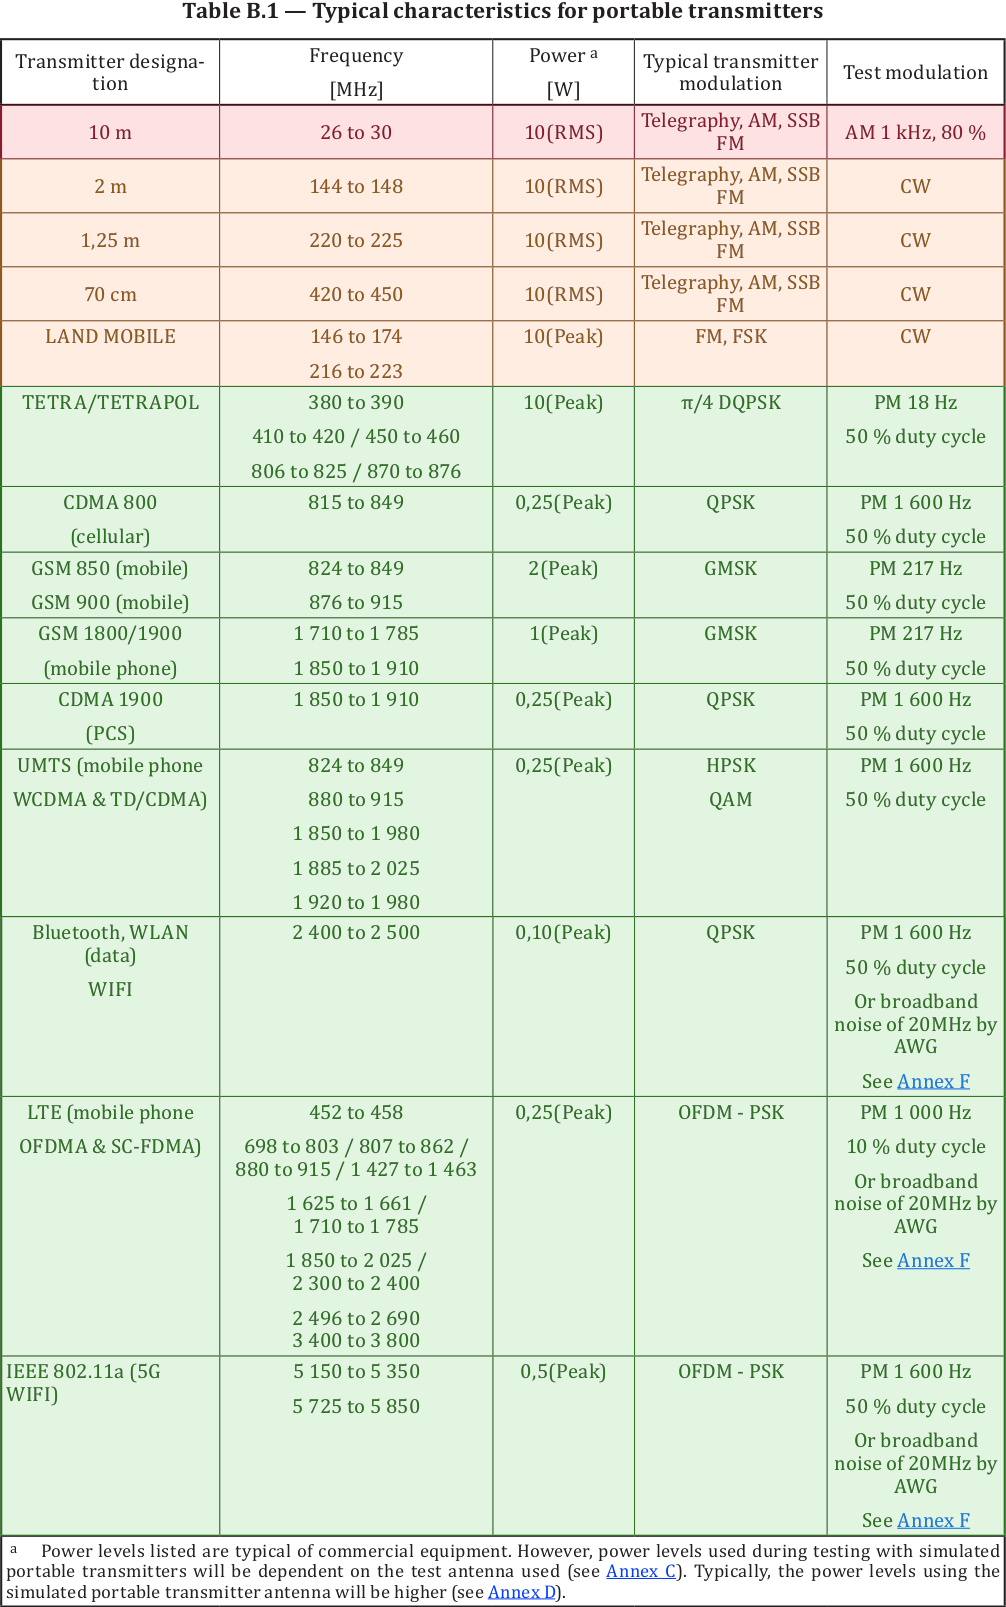 Table B.1 — Typical characteristics for portable transmitters
Transmitter designa-
tion
Frequency
[MHz]
Power a
[W]
Typical transmitter
modulation
Test modulation
10 m
26 to 30
10(RMS)
Telegraphy, AM, SSB
FM
AM 1 kHz, 80 %
2 m
144 to 148
10(RMS)
Telegraphy, AM, SSB
FM
CW
1,25 m
220 to 225
10(RMS)
Telegraphy, AM, SSB
FM
CW
70 cm
420 to 450
10(RMS)
Telegraphy, AM, SSB
FM
CW
LAND MOBILE
146 to 174
216 to 223
10(Peak)
FM, FSK
CW
TETRA/TETRAPOL
380 to 390
410 to 420 / 450 to 460
806 to 825 / 870 to 876
10(Peak)
π/4 DQPSK
PM 18 Hz
50 % duty cycle
CDMA 800
(cellular)
815 to 849
0,25(Peak)
QPSK
PM 1 600 Hz
50 % duty cycle
GSM 850 (mobile)
GSM 900 (mobile)
824 to 849
876 to 915
2(Peak)
GMSK
PM 217 Hz
50 % duty cycle
GSM 1800/1900
(mobile phone)
1 710 to 1 785
1 850 to 1 910
1(Peak)
GMSK
PM 217 Hz
50 % duty cycle
CDMA 1900
(PCS)
1 850 to 1 910
0,25(Peak)
QPSK
PM 1 600 Hz
50 % duty cycle
UMTS (mobile phone
WCDMA & TD/CDMA)
824 to 849
880 to 915
1 850 to 1 980
1 885 to 2 025
1 920 to 1 980
0,25(Peak)
HPSK
QAM
PM 1 600 Hz
50 % duty cycle
Bluetooth, WLAN
(data)
WIFI
2 400 to 2 500
0,10(Peak)
QPSK
PM 1 600 Hz
50 % duty cycle
Or broadband
noise of 20MHz by
AWG
See Annex F
LTE (mobile phone
OFDMA & SC-FDMA)
452 to 458
698 to 803 / 807 to 862 /
880 to 915 / 1 427 to 1 463
1 625 to 1 661 /
1 710 to 1 785
1 850 to 2 025 /
2 300 to 2 400
2 496 to 2 690
3 400 to 3 800
0,25(Peak)
OFDM - PSK
PM 1 000 Hz
10 % duty cycle
Or broadband
noise of 20MHz by
AWG
See Annex F
IEEE 802.11a (5G
WIFI)
5 150 to 5 350
5 725 to 5 850
0,5(Peak)
OFDM - PSK
PM 1 600 Hz
50 % duty cycle
Or broadband
noise of 20MHz by
AWG
See Annex F
a Power levels listed are typical of commercial equipment. However, power levels used during testing with simulated
portable transmitters will be dependent on the test antenna used (see Annex C). Typically, the power levels using the
simulated portable transmitter antenna will be higher (see Annex D).